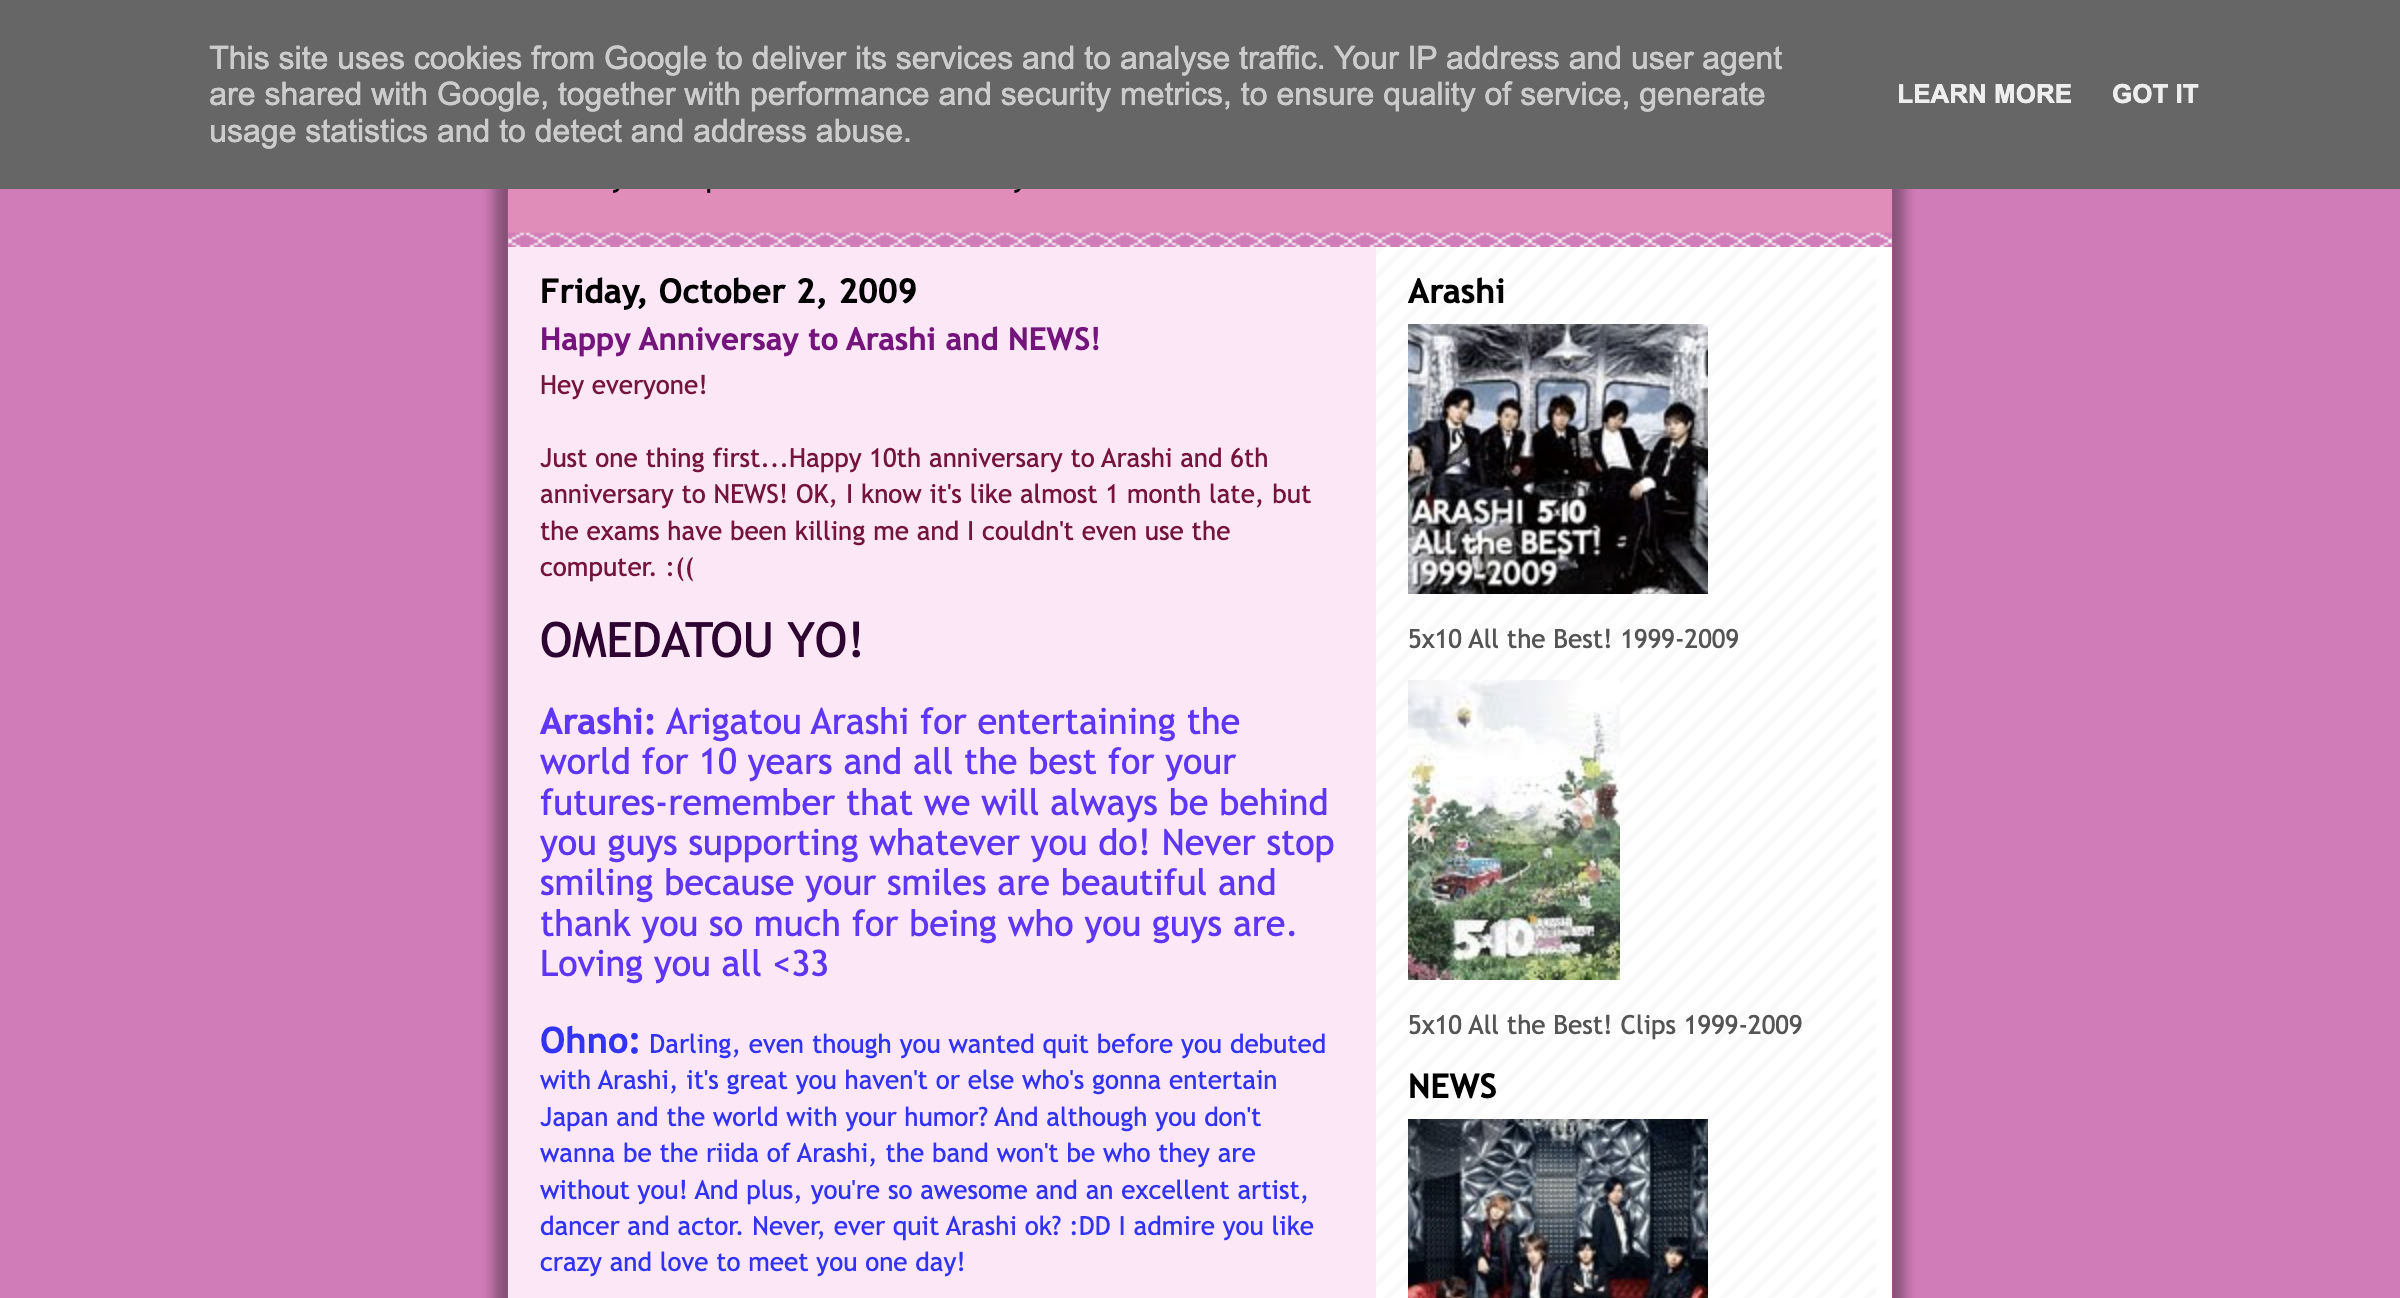 This site uses cookies from Google to deliver its services and to analyse traffic. Your IP address and user agent
are shared with Google, together with performance and security metrics, to ensure quality of service, generate
usage statistics and to detect and address abuse.
LEARN MORE
GOT IT
Friday, October 2, 2009
Happy Anniversay to Arashi and NEWS!
Hey everyone!
Just one thing first...Happy 10th anniversary to Arashi and 6th
anniversary to NEWS! OK, I know it's like almost 1 month late, but
the exams have been killing me and I couldn't even use the
computer. :((
OMEDATOU YO!
Arashi: Arigatou Arashi for entertaining the
world for 10 years and all the best for your
futures-remember that we will always be behind
you guys supporting whatever you do! Never stop
smiling because your smiles are beautiful and
thank you so much for being who you guys are.
Loving you all <33
Ohno: Darling, even though you wanted quit before you debuted
with Arashi, it's great you haven't or else who's gonna entertain
Japan and the world with your humor? And although you don't
wanna be the riida of Arashi, the band won't be who they are
without you! And plus, you're so awesome and an excellent artist,
dancer and actor. Never, ever quit Arashi ok? :DD I admire you like
crazy and love to meet you one day!
Arashi
ARASHI 5×10
All the BEST!
1999-2009
5x10 All the Best! 1999-2009
5×10
5x10 All the Best! Clips 1999-2009
NEWS